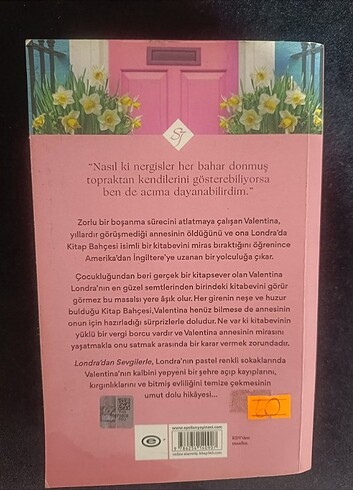 “Nasıl ki nergisler her bahar donmuş
topraktan kendilerini gösterebiliyorsa
ben de acıma dayanabilirdim.”
Zorlu bir boşanma sürecini atlatmaya çalışan Valentina,
yıllardır görüşmediği annesinin öldüğünü ve ona Londra’da
Kitap Bahçesi isimli bir kitabevini miras bıraktığını öğrenince
Amerika’dan İngiltere’ye uzanan bir yolculuğa çıkar.
Çocukluğundan beri gerçek bir kitapsever olan Valentina
Londra’nın en güzel semtlerinden birindeki kitabevini görür
görmez bu masalsı yere âşık olur. Her girenin neşe ve huzur
bulduğu Kitap Bahçesi, Valentina henüz bilmese de annesinin
onun için hazırladığı sürprizlerle doludur. Ne var ki kitabevinin
yüklü bir vergi borcu vardır ve Valentina annesinin mirasını
yaşatmakla onu satmak arasında bir karar vermek zorundadır.
Londra’dan Sevgilerle, Londra’nın pastel renkli sokaklarında
Valentina’nın kalbini yepyeni bir şehre açıp kayıplarını,
kırgınlıklarını ve bitmiş evliliğini temize çekmesinin
umut dolu hikâyesi...
50
e